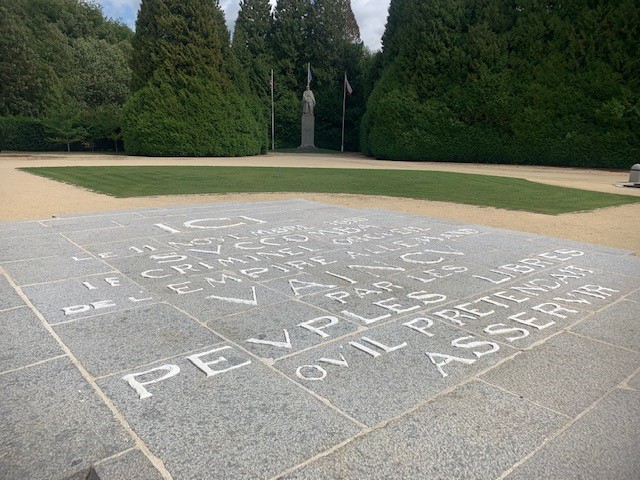 ICI
LE 11 NOVEMBRE 1918
SVCCOMBA
LE CRIMINEL ORGVEIL
DE L'EMPIRE ALLEMAND
VAINCV
PAR LES
PEVPLES LIBRES
QVIL PRETENDAIT
ASSERVIR